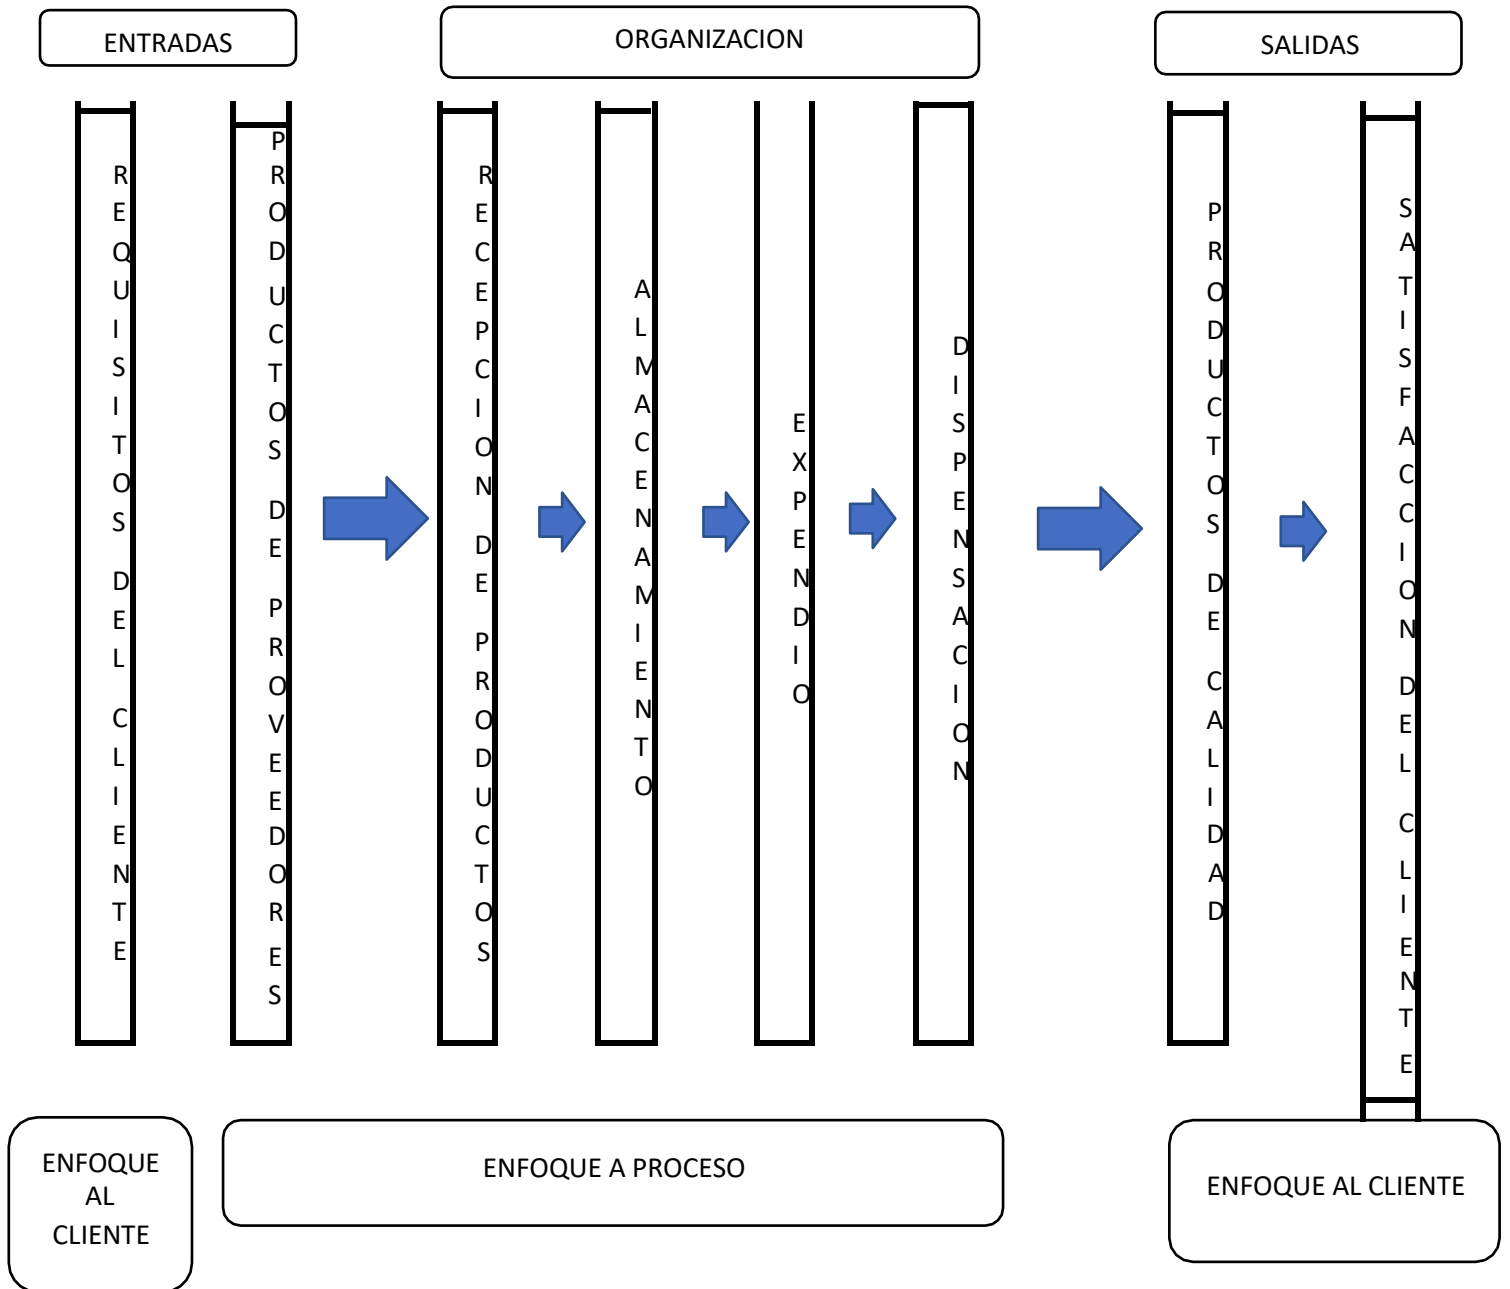 ENTRADAS
ORGANIZACION
SALIDAS
REQUISITOS DEL CLIENTE
PRODUCTOS DE PROVEEDORES
RECEPCION DE PRODUCTOS
ALMACENAMIENTO
EXPENDIO
DISPENSACION
PRODUCTOS DE CALIDAD
SATISFACCION DEL CLIENTE
ENFOQUE
AL
CLIENTE
ENFOQUE A PROCESO
ENFOQUE AL CLIENTE